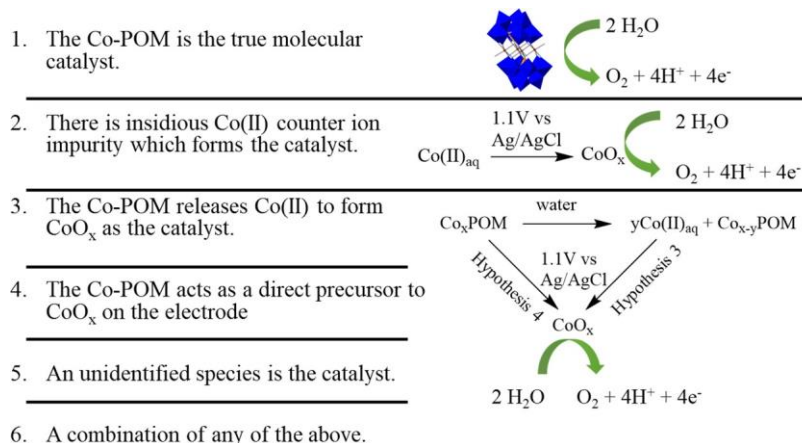 1. The Co-POM is the true molecular
catalyst.
2 H₂O
O₂ + 4H⁺ + 4e⁻
2. There is insidious Co(II) counter ion
impurity which forms the catalyst.
1.1V vs
Ag/AgCl
Co(II)aq
CoOₓ
2 H₂O
O₂ + 4H⁺ + 4e⁻
3. The Co-POM releases Co(II) to form
CoOₓ as the catalyst.
CoₓPOM
water
yCo(II)aq + Coₓ₋yPOM
4. The Co-POM acts as a direct precursor to
CoOₓ on the electrode
1.1V vs
Ag/AgCl
Hypothesis 4
Hypothesis 3
CoOₓ
2 H₂O
O₂ + 4H⁺ + 4e⁻
5. An unidentified species is the catalyst.
6. A combination of any of the above.